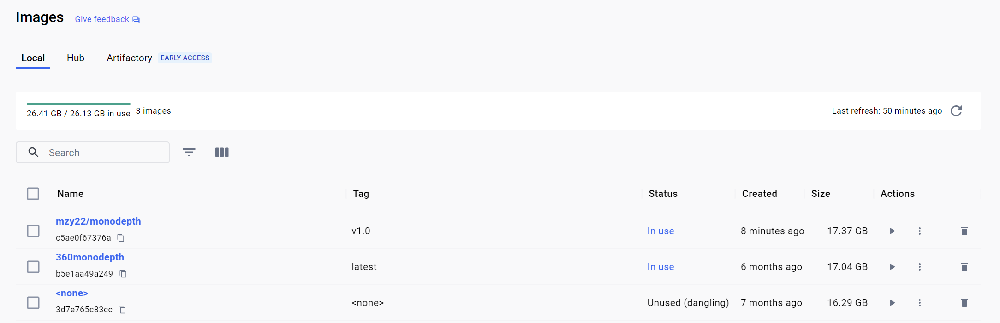 Images Give feedback
Local Hub Artifactory EARLY ACCESS
26.41 GB / 26.13 GB in use 3 images Last refresh: 50 minutes ago
Search
Name Tag Status Created Size Actions
mzy22/monodepth
c5ae0f67376a v1.0 In use 8 minutes ago 17.37 GB
360monodepth
b5e1aa49a249 latest In use 6 months ago 17.04 GB
<none>
3d7e765c83cc <none> Unused (dangling) 7 months ago 16.29 GB